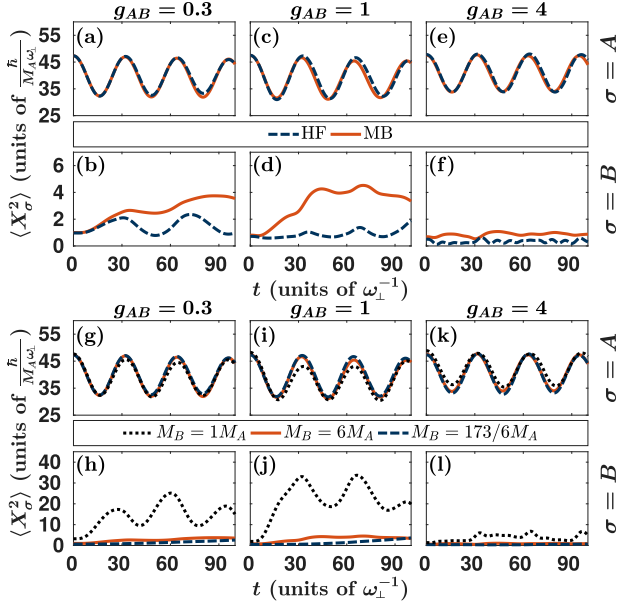 g_AB = 0.3 g_AB = 1 g_AB = 4
(a) (c) (e)
55
45
35
25
σ = A
HF MB
(b) (d) (f)
6
4
2
0
σ = B
0 30 60 90 0 30 60 90 0 30 60 90
t (units of ω_⊥^{-1})
⟨X_σ^2⟩ (units of ħ/(M_A ω_⊥))
g_AB = 0.3 g_AB = 1 g_AB = 4
(g) (i) (k)
55
45
35
25
σ = A
M_B = 1M_A M_B = 6M_A M_B = 173/6M_A
(h) (j) (l)
40
30
20
10
0
σ = B
0 30 60 90 0 30 60 90 0 30 60 90
t (units of ω_⊥^{-1})
⟨X_σ^2⟩ (units of ħ/(M_A ω_⊥))